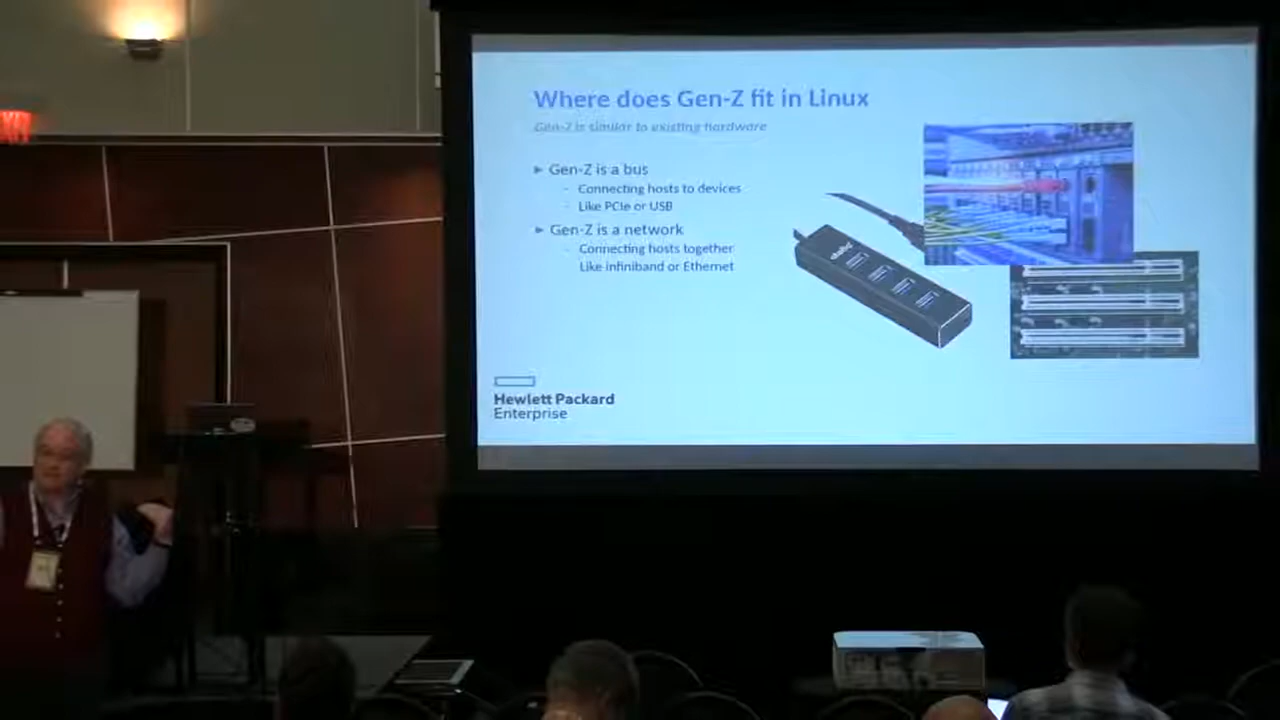 Where does Gen-Z fit in Linux
Gen-Z is similar to existing hardware
Gen-Z is a bus
- Connecting hosts to devices
- Like PCIe or USB
Gen-Z is a network
- Connecting hosts together
Like Infiniband or Ethernet
Hewlett Packard
Enterprise